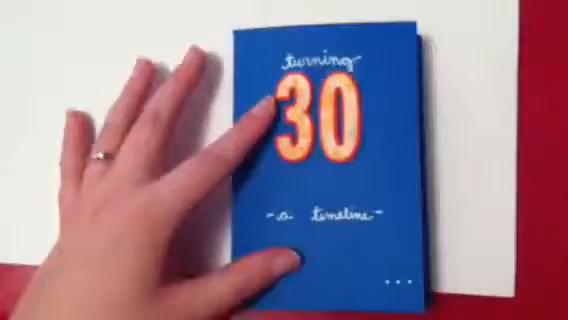 turning
30
- a timeline -
...